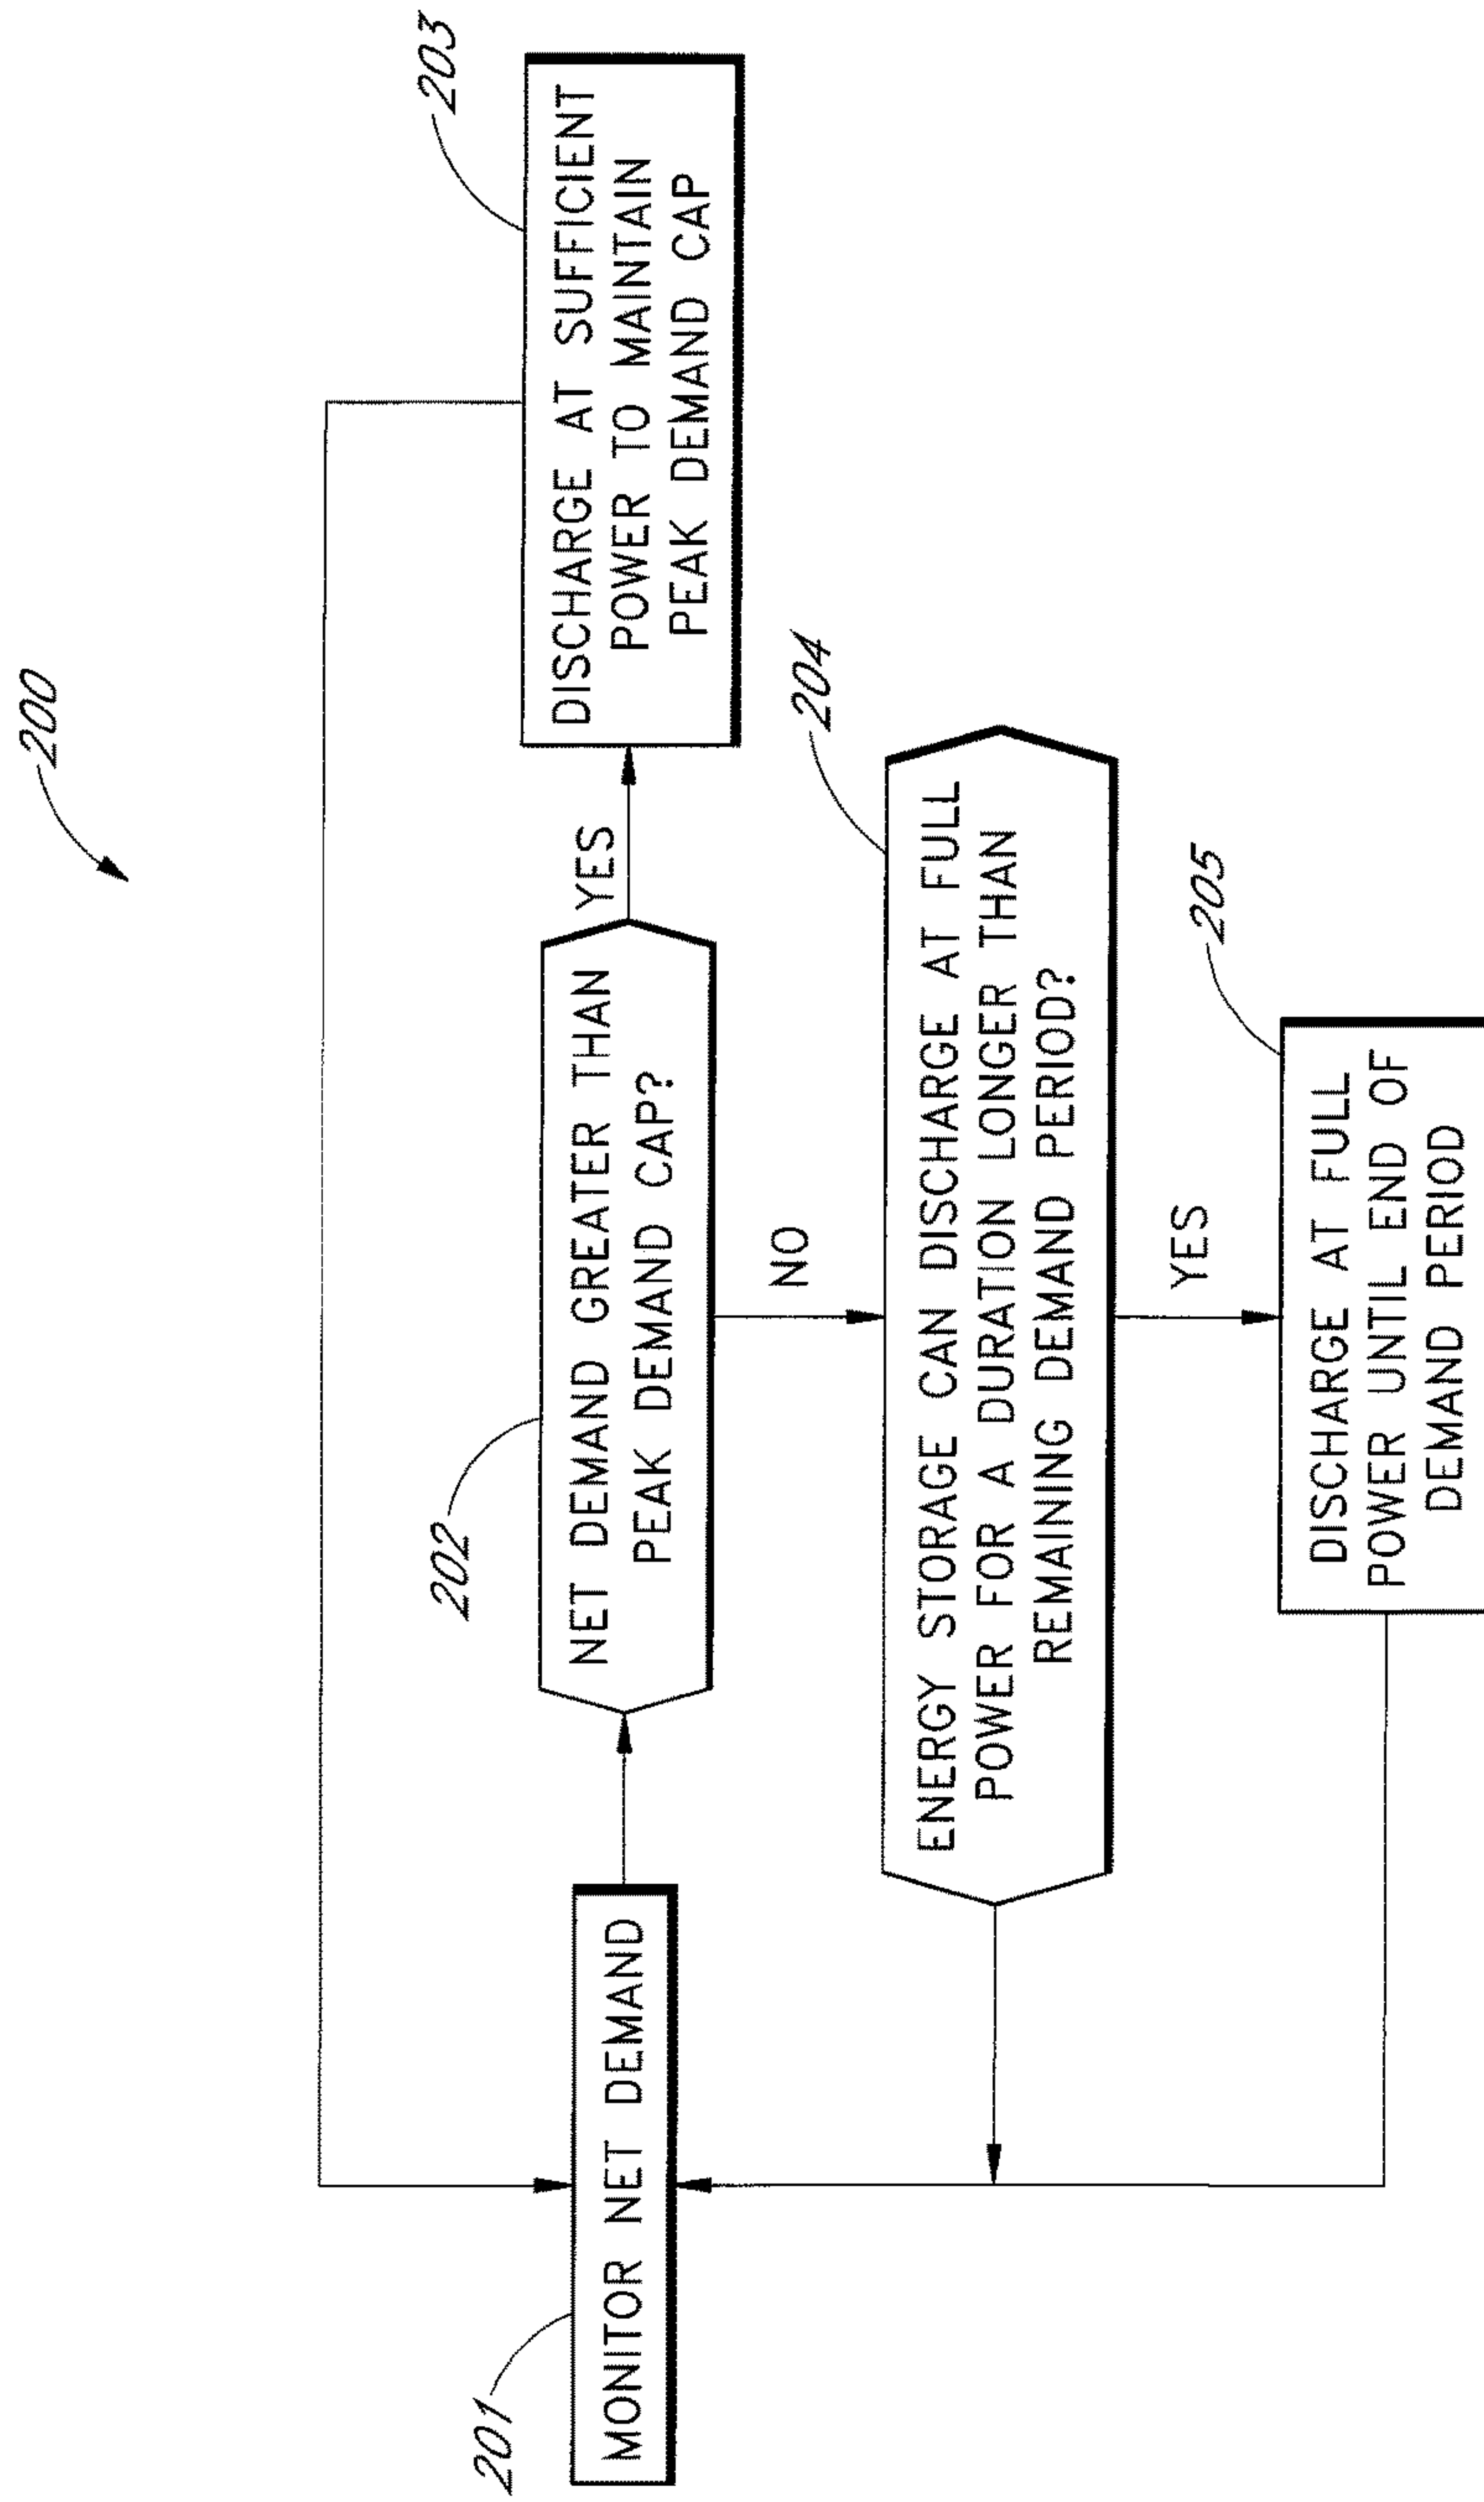 200
201
MONITOR NET DEMAND
202
NET DEMAND GREATER THAN
PEAK DEMAND CAP?
YES
203
DISCHARGE AT SUFFICIENT
POWER TO MAINTAIN
PEAK DEMAND CAP
NO
204
ENERGY STORAGE CAN DISCHARGE AT FULL
POWER FOR A DURATION LONGER THAN
REMAINING DEMAND PERIOD?
YES
205
DISCHARGE AT FULL
POWER UNTIL END OF
DEMAND PERIOD